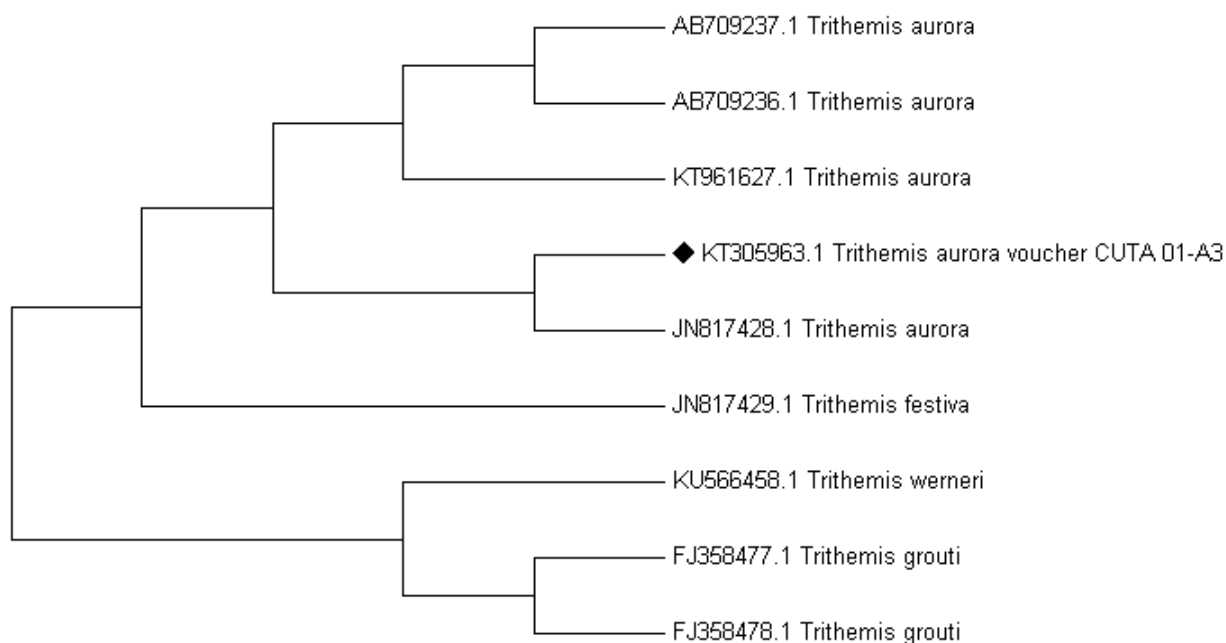 AB709237.1 Trithemis aurora
AB709236.1 Trithemis aurora
KT961627.1 Trithemis aurora
KT305963.1 Trithemis aurora voucher CUTA 01-A3
JN817428.1 Trithemis aurora
JN817429.1 Trithemis festiva
KU566458.1 Trithemis werneri
FJ358477.1 Trithemis grouti
FJ358478.1 Trithemis grouti